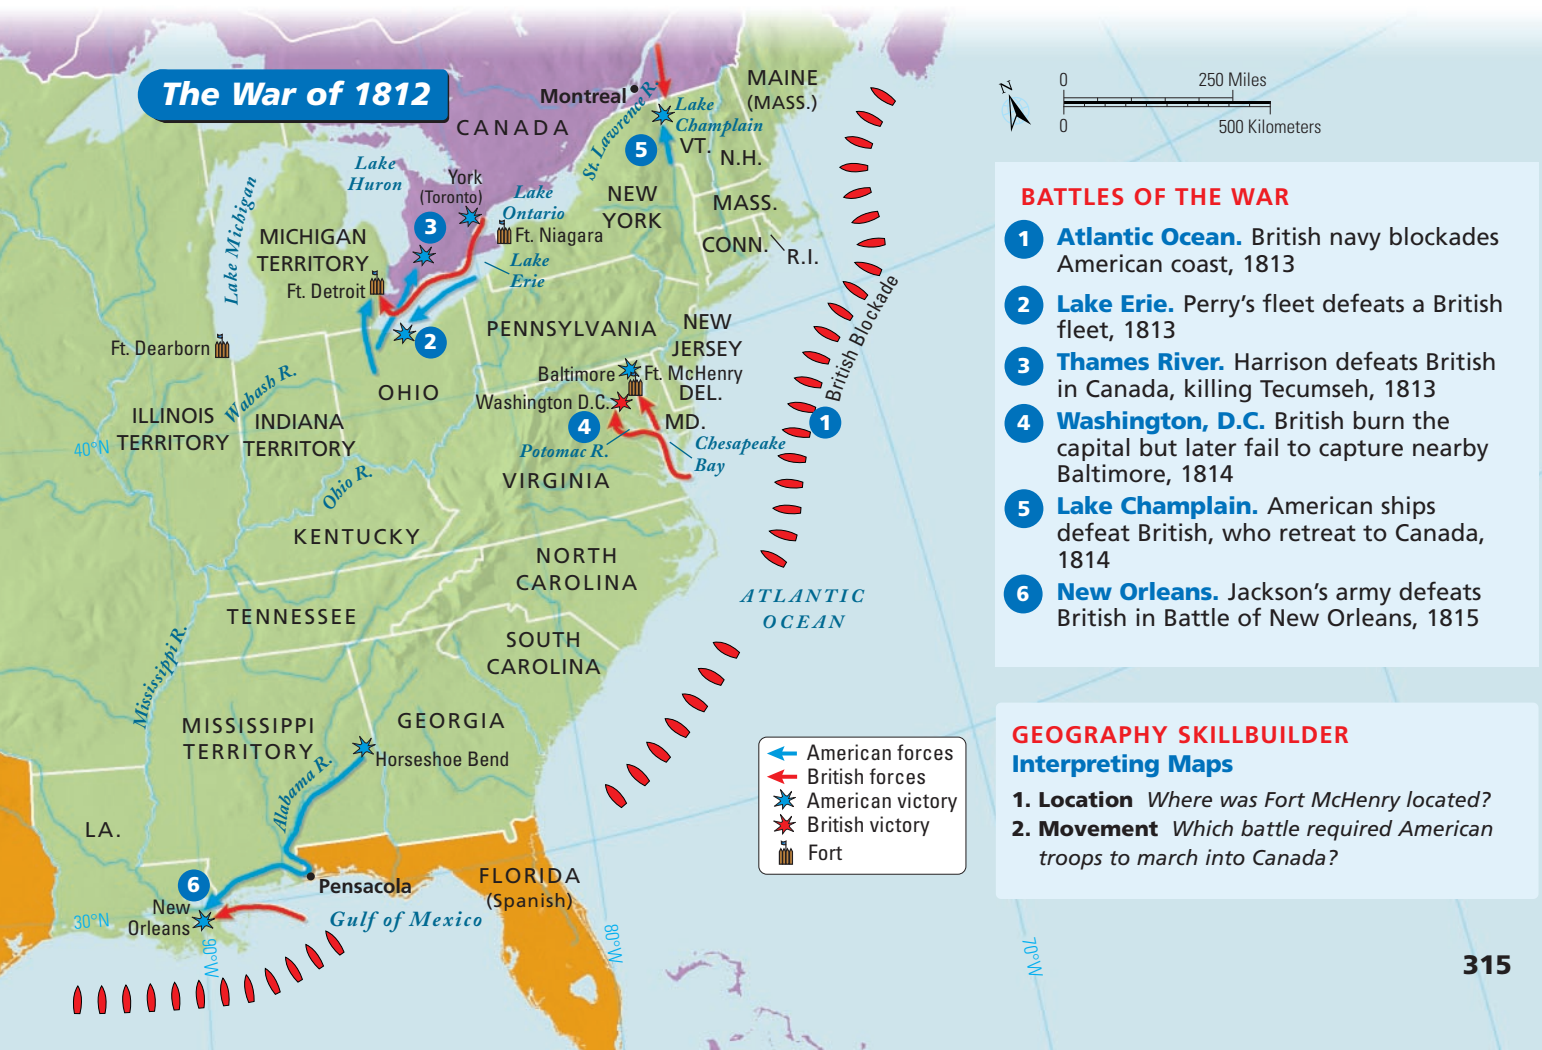 The War of 1812
CANADA
Montreal
St. Lawrence R.
Lake
Champlain
MAINE
(MASS.)
5
VT.
N.H.
Lake
Huron
York
(Toronto)
Lake
Ontario
NEW
YORK
MASS.
CONN.
R.I.
Lake Michigan
MICHIGAN
TERRITORY
3
Ft. Niagara
Lake
Erie
Ft. Detroit
Ft. Dearborn
2
PENNSYLVANIA
NEW
JERSEY
British Blockade
1
Baltimore
Ft. McHenry
DEL.
Washington D.C.
4
MD.
Potomac R.
Chesapeake
Bay
OHIO
Wabash R.
ILLINOIS
TERRITORY
INDIANA
TERRITORY
40°N
Ohio R.
VIRGINIA
KENTUCKY
NORTH
CAROLINA
ATLANTIC
OCEAN
TENNESSEE
SOUTH
CAROLINA
Mississippi R.
MISSISSIPPI
TERRITORY
GEORGIA
Horseshoe Bend
Alabama R.
LA.
6
New
Orleans
Pensacola
FLORIDA
(Spanish)
Gulf of Mexico
30°N
90°W
80°W
70°W
American forces
British forces
American victory
British victory
Fort
N
0
250 Miles
0
500 Kilometers
BATTLES OF THE WAR
1 Atlantic Ocean. British navy blockades
American coast, 1813
2 Lake Erie. Perry’s fleet defeats a British
fleet, 1813
3 Thames River. Harrison defeats British
in Canada, killing Tecumseh, 1813
4 Washington, D.C. British burn the
capital but later fail to capture nearby
Baltimore, 1814
5 Lake Champlain. American ships
defeat British, who retreat to Canada,
1814
6 New Orleans. Jackson’s army defeats
British in Battle of New Orleans, 1815
GEOGRAPHY SKILLBUILDER
Interpreting Maps
1. Location Where was Fort McHenry located?
2. Movement Which battle required American
troops to march into Canada?
315